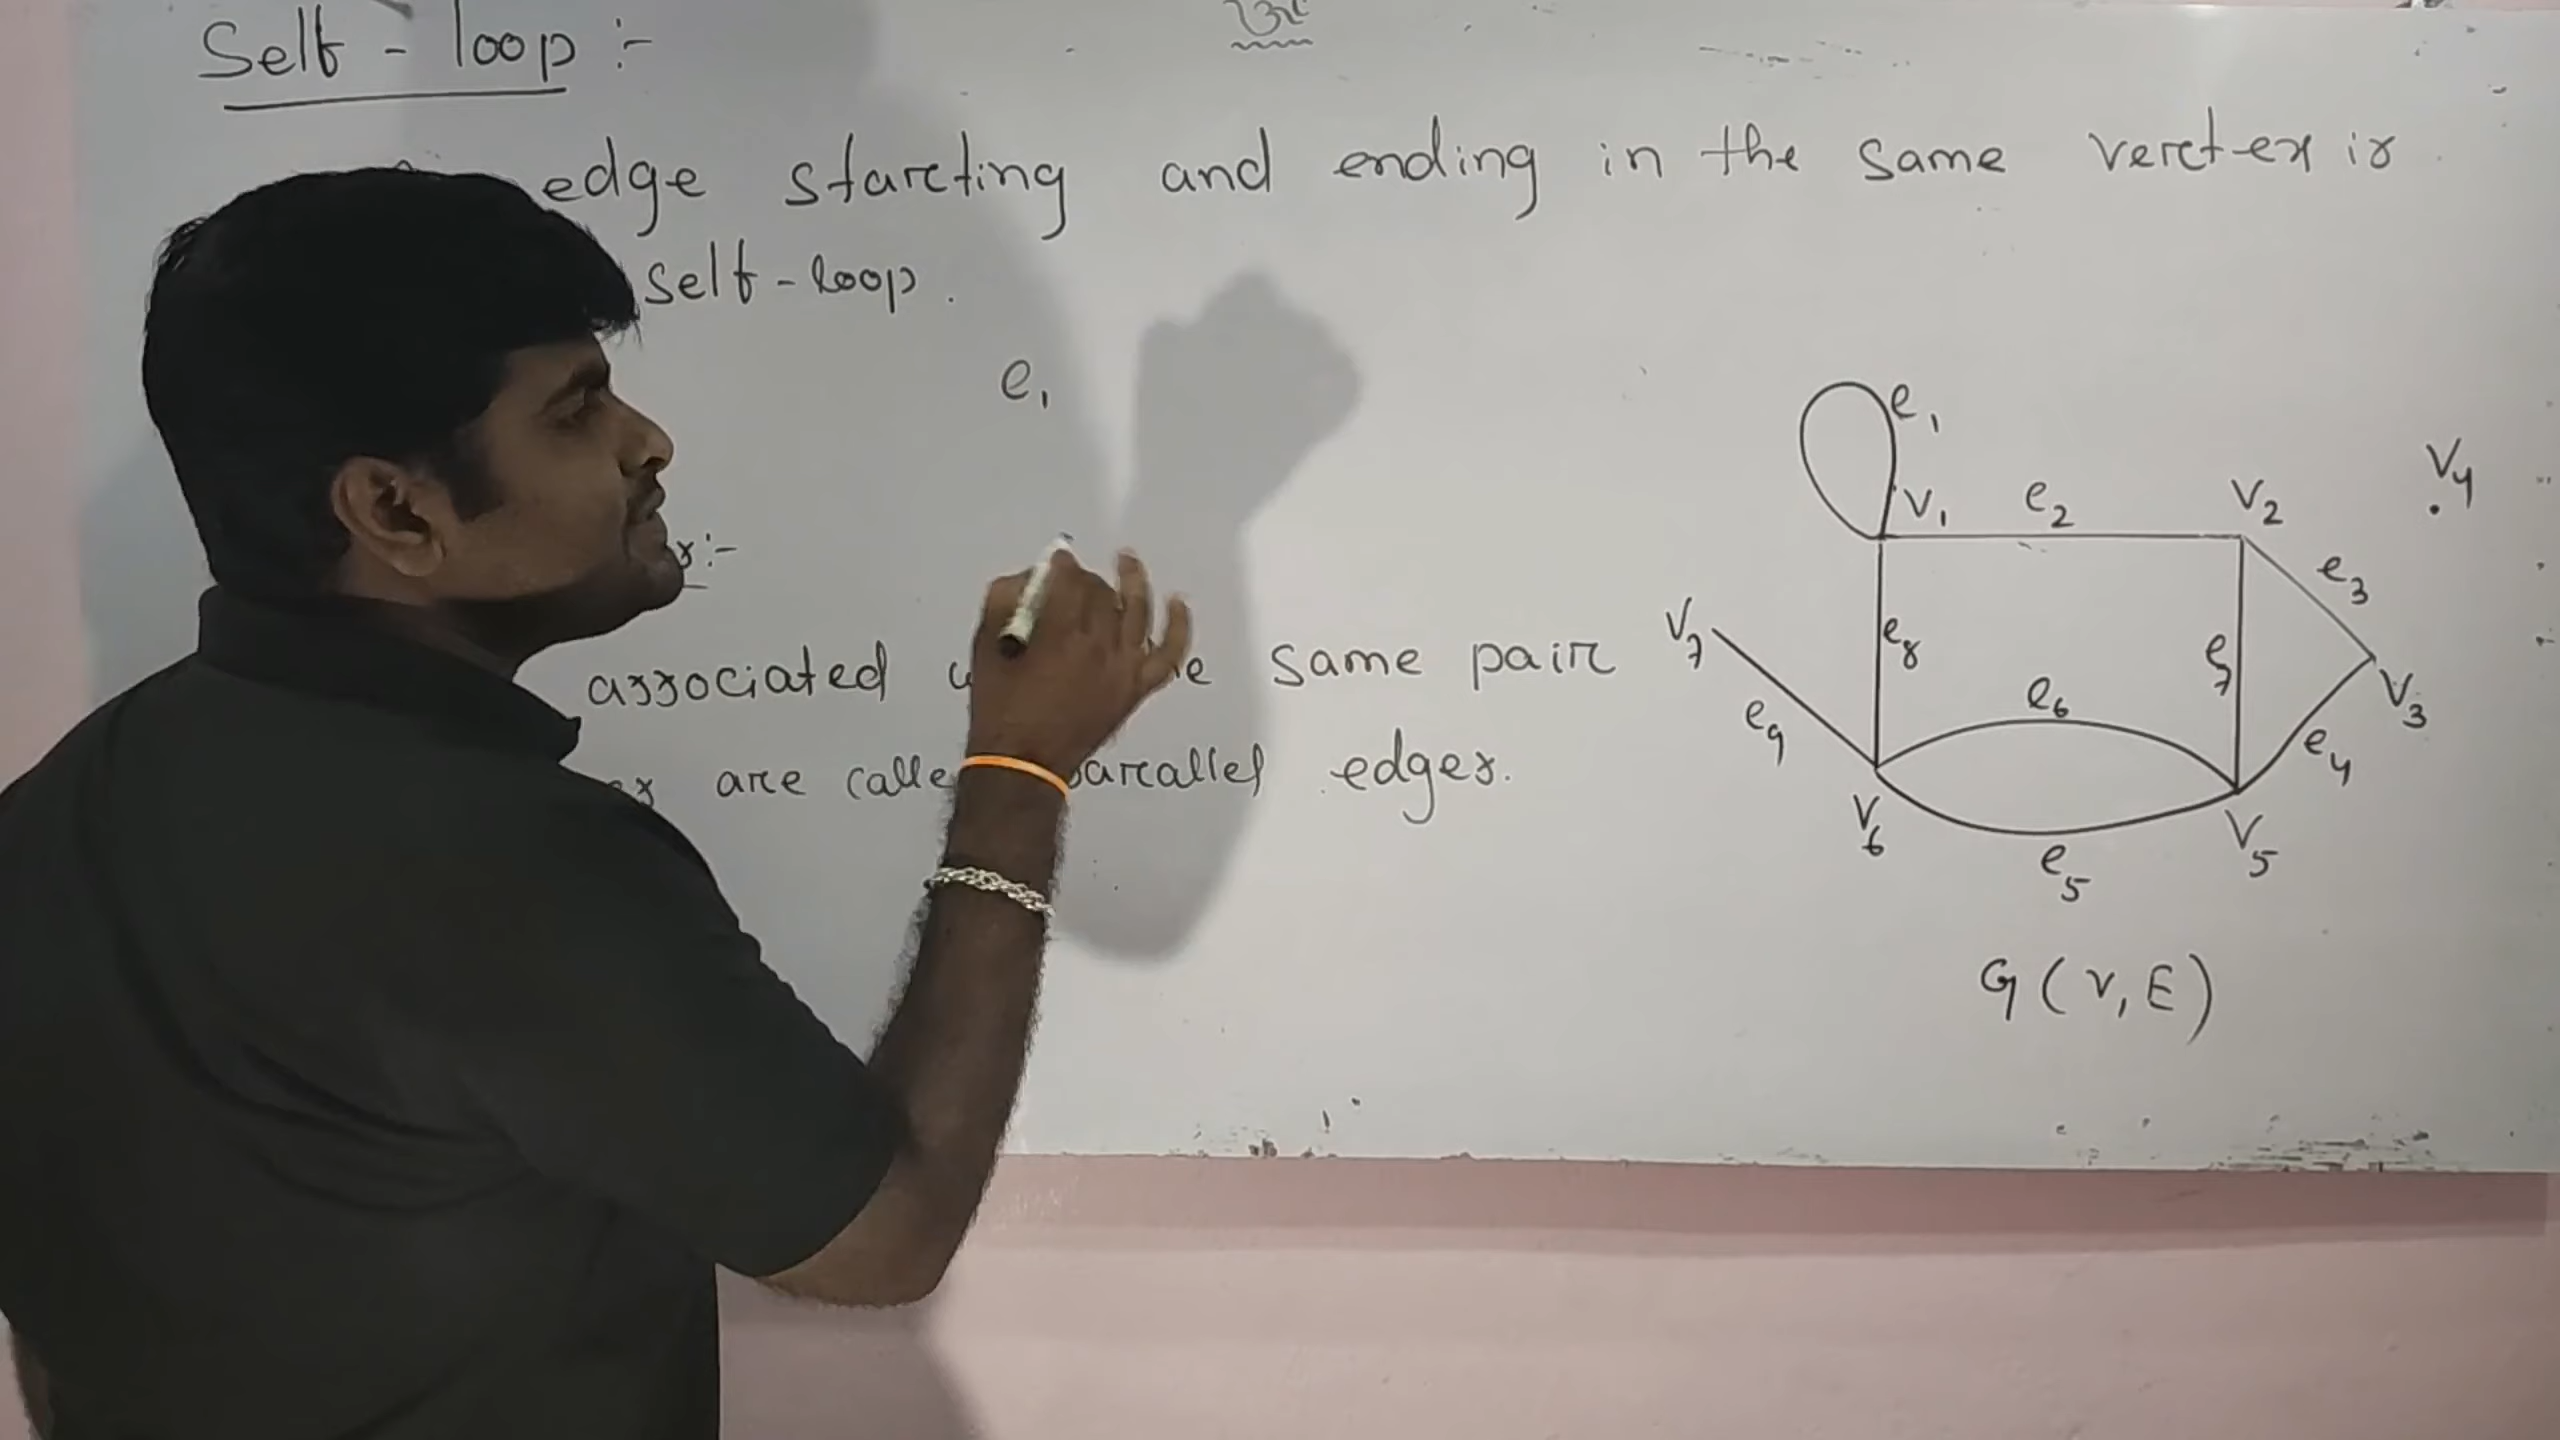 Self - loop :-
edge starting and ending in the same vertex is
self-loop.
e1
associated same pair
are parallel edges.
e1
V1 e2 V2 V4
e3
V7 e8 e7
e9 e6 V3
e4
V6 V5
e5
G(V,E)